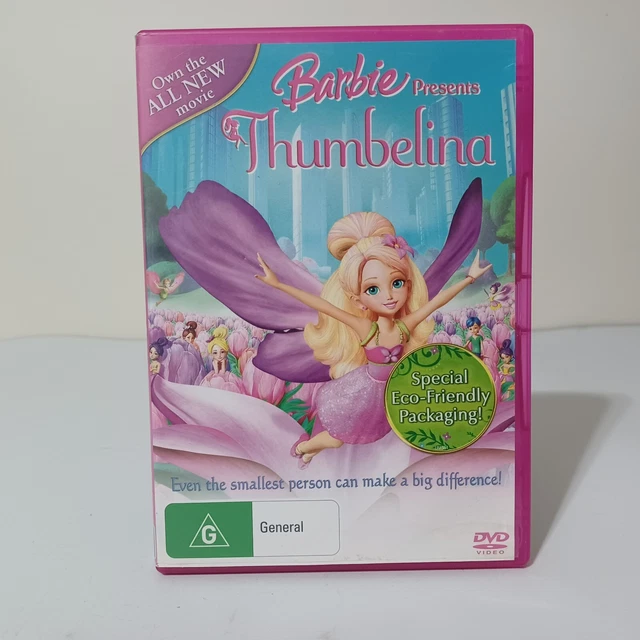 Own the
ALL NEW
movie
Barbie Presents
Thumbelina
Special
Eco-Friendly
Packaging!
Even the smallest person can make a big difference!
G
General
DVD
VIDEO